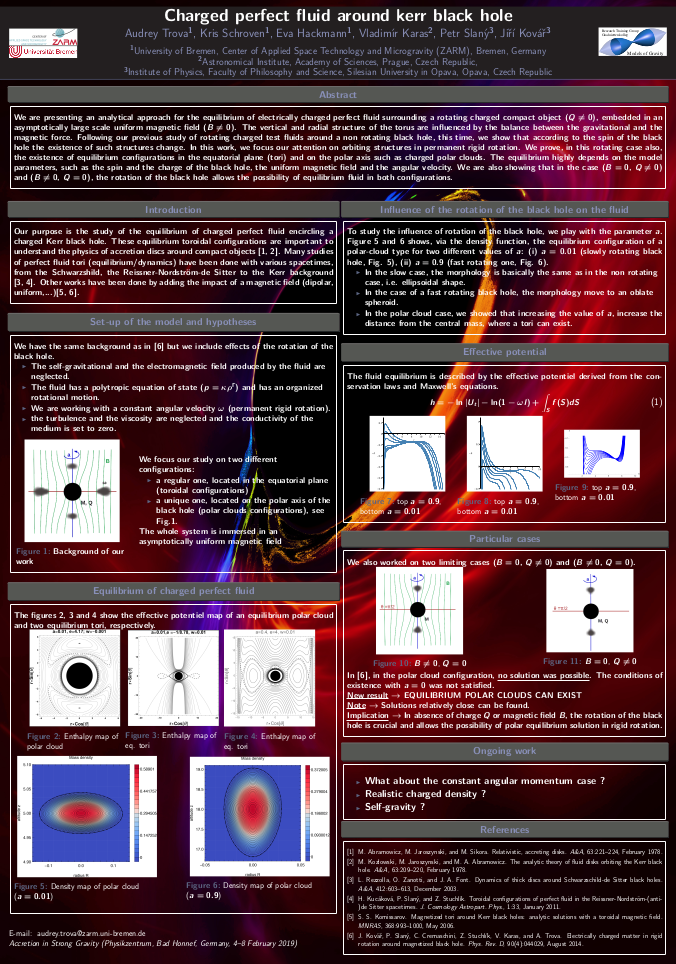 Charged perfect fluid around kerr black hole
Audrey Trova¹, Kris Schroven¹, Eva Hackmann¹, Vladimír Karas², Petr Slaný³, Jiří Kovář³
¹University of Bremen, Center of Applied Space Technology and Microgravity (ZARM), Bremen, Germany
²Astronomical Institute, Academy of Sciences, Prague, Czech Republic,
³Institute of Physics, Faculty of Philosophy and Science, Silesian University in Opava, Opava, Czech Republic
ZARM
Universität Bremen
Research Training Group
Models of Gravity
Abstract
We are presenting an analytical approach for the equilibrium of electrically charged perfect fluid surrounding a rotating charged compact object (Q ≠ 0), embedded in an
asymptotically large scale uniform magnetic field (B ≠ 0). The vertical and radial structure of the torus are influenced by the balance between the gravitational and the
magnetic force. Following our previous study of rotating charged test fluids around a non rotating black hole, this time, we show that according to the spin of the black
hole the existence of such structures change. In this work, we focus our attention on orbiting structures in permanent rigid rotation. We prove, in this rotating case also,
the existence of equilibrium configurations in the equatorial plane (tori) and on the polar axis such as charged polar clouds. The equilibrium highly depends on the model
parameters, such as the spin and the charge of the black hole, the uniform magnetic field and the angular velocity. We are also showing that in the case (B = 0, Q ≠ 0)
and (B ≠ 0, Q = 0), the rotation of the black hole allows the possibility of equilibrium fluid in both configurations.
Introduction
Our purpose is the study of the equilibrium of charged perfect fluid encircling a
charged Kerr black hole. These equilibrium toroidal configurations are important to
understand the physics of accretion discs around compact objects [1, 2]. Many studies
of perfect fluid tori (equilibrium/dynamics) have been done with various spacetimes,
from the Schwarzshild, the Reissner-Nordström-de Sitter to the Kerr background
[3, 4]. Other works have been done by adding the impact of a magnetic field (dipolar,
uniform,...)[5, 6].
Set-up of the model and hypotheses
We have the same background as in [6] but we include effects of the rotation of the
black hole.
▸ The self-gravitational and the electromagnetic field produced by the fluid are
neglected.
▸ The fluid has a polytropic equation of state (p = κρ^Γ) and has an organized
rotational motion.
▸ We are working with a constant angular velocity ω (permanent rigid rotation).
▸ the turbulence and the viscosity are neglected and the conductivity of the
medium is set to zero.
a
B
M, Q
We focus our study on two different
configurations:
▸ a regular one, located in the equatorial plane
(toroidal configurations)
▸ a unique one, located on the polar axis of the
black hole (polar clouds configurations), see
Fig.1.
The whole system is immersed in an
asymptotically uniform magnetic field
Figure 1: Background of our
work
Equilibrium of charged perfect fluid
The figures 2, 3 and 4 show the effective potential map of an equilibrium polar cloud
and two equilibrium tori, respectively.
Figure 2: Enthalpy map of
polar cloud
Figure 3: Enthalpy map of
eq. tori
Figure 4: Enthalpy map of
eq. tori
Mass density
Mass density
Figure 5: Density map of polar cloud
(a = 0.01)
Figure 6: Density map of polar cloud
(a = 0.9)
E-mail: audrey.trova@zarm.uni-bremen.de
Accretion in Strong Gravity (Physikzentrum, Bad Honnef, Germany, 4–8 February 2019)
Influence of the rotation of the black hole on the fluid
To study the influence of rotation of the black hole, we play with the parameter a.
Figure 5 and 6 shows, via the density function, the equilibrium configuration of a
polar-cloud type for two different values of a: (i) a = 0.01 (slowly rotating black
hole, Fig. 5), (ii) a = 0.9 (fast rotating one, Fig. 6).
▸ In the slow case, the morphology is basically the same as in the non rotating
case, i.e. ellipsoidal shape.
▸ In the case of a fast rotating black hole, the morphology move to an oblate
spheroid.
▸ In the polar cloud case, we showed that increasing the value of a, increase the
distance from the central mass, where a tori can exist.
Effective potential
The fluid equilibrium is described by the effective potentiel derived from the con-
servation laws and Maxwell's equations.
h = − ln |U_t| − ln(1 − ωl) + ∫_S f(S)dS (1)
Figure 7: top a = 0.9,
bottom a = 0.01
Figure 8: top a = 0.9,
bottom a = 0.01
Figure 9: top a = 0.9,
bottom a = 0.01
Particular cases
We also worked on two limiting cases (B = 0, Q ≠ 0) and (B ≠ 0, Q = 0).
a
B
M
a
M, Q
Figure 10: B ≠ 0, Q = 0
Figure 11: B = 0, Q ≠ 0
In [6], in the polar cloud configuration, no solution was possible. The conditions of
existence with a = 0 was not satisfied.
New result → EQUILIBRIUM POLAR CLOUDS CAN EXIST
Note → Solutions relatively close can be found.
Implication → In absence of charge Q or magnetic field B, the rotation of the black
hole is crucial and allows the possibility of polar equilibrium solution in rigid rotation.
Ongoing work
▸ What about the constant angular momentum case ?
▸ Realistic charged density ?
▸ Self-gravity ?
References
[1] M. Abramowicz, M. Jaroszynski, and M. Sikora. Relativistic, accreting disks. A&A, 63:221–224, February 1978.
[2] M. Kozlowski, M. Jaroszynski, and M. A. Abramowicz. The analytic theory of fluid disks orbiting the Kerr black
hole. A&A, 63:209–220, February 1978.
[3] L. Rezzolla, O. Zanotti, and J. A. Font. Dynamics of thick discs around Schwarzschild-de Sitter black holes.
A&A, 412:603–613, December 2003.
[4] H. Kucáková, P. Slaný, and Z. Stuchlík. Toroidal configurations of perfect fluid in the Reissner-Nordström-(anti-
)de Sitter spacetimes. J. Cosmology Astropart. Phys., 1:33, January 2011.
[5] S. S. Komissarov. Magnetized tori around Kerr black holes: analytic solutions with a toroidal magnetic field.
MNRAS, 368:993–1000, May 2006.
[6] J. Kovář, P. Slaný, C. Cremaschini, Z. Stuchlík, V. Karas, and A. Trova. Electrically charged matter in rigid
rotation around magnetized black hole. Phys. Rev. D, 90(4):044029, August 2014.